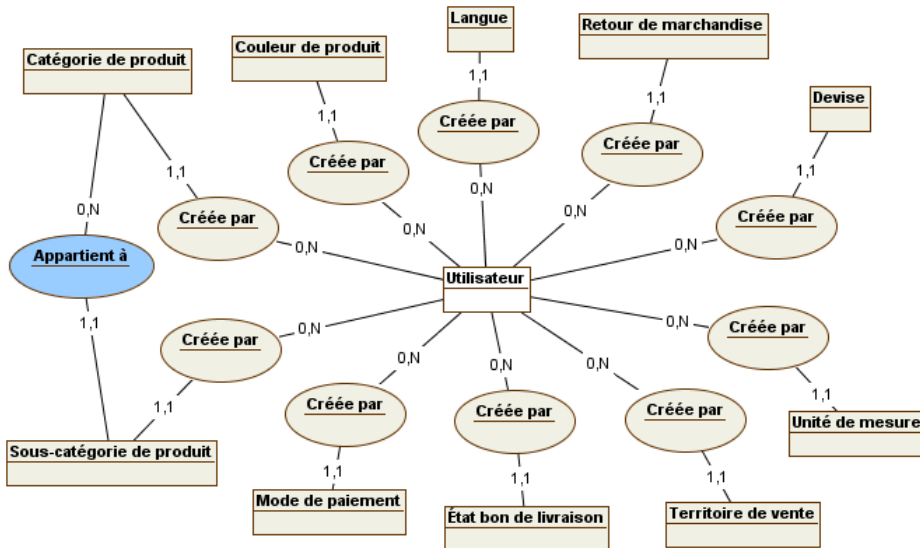 Langue
Retour de marchandise
Couleur de produit
Catégorie de produit
1,1
1,1
1,1
Devise
Créée par
1,1
Créée par
Créée par
1,1
1,1
0,N
0,N
0,N
Créée par
0,N
Créée par
0,N
0,N
Appartient à
Utilisateur
1,1
0,N
0,N
Créée par
Créée par
0,N
0,N
0,N
1,1
1,1
Créée par
Créée par
Créée par
Unité de mesure
Sous-catégorie de produit
1,1
1,1
1,1
Mode de paiement
État bon de livraison
Territoire de vente